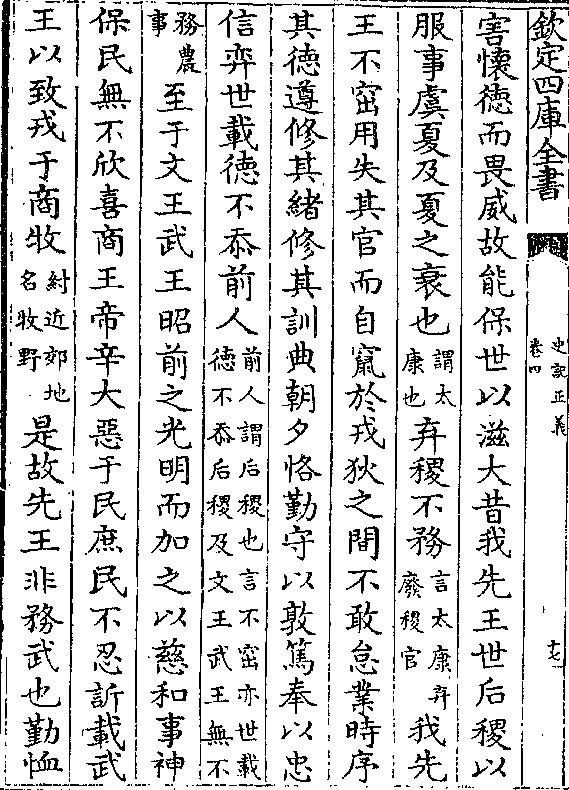 欽定四庫全書
史記正義
卷四
十七
害懷德而畏威故能保世以滋大昔我先王世后稷以
服事虞夏及夏之衰也謂太康也弃稷不務言太康弃廢稷官我先
王不窋用失其官而自竄於戎狄之間不敢怠業時序
其德遵修其緒修其訓典朝夕恪勤守以敦篤奉以忠
信弈世載德不忝前人前人謂后稷也言不窋亦世載德不忝后稷及文王武王無不
務農事至于文王武王昭前之光明而加之以慈和事神
保民無不欣喜商王帝辛大惡于民庶民不忍訢載武
王以致戎于商牧紂近郊地名牧野是故先王非務武也勤恤